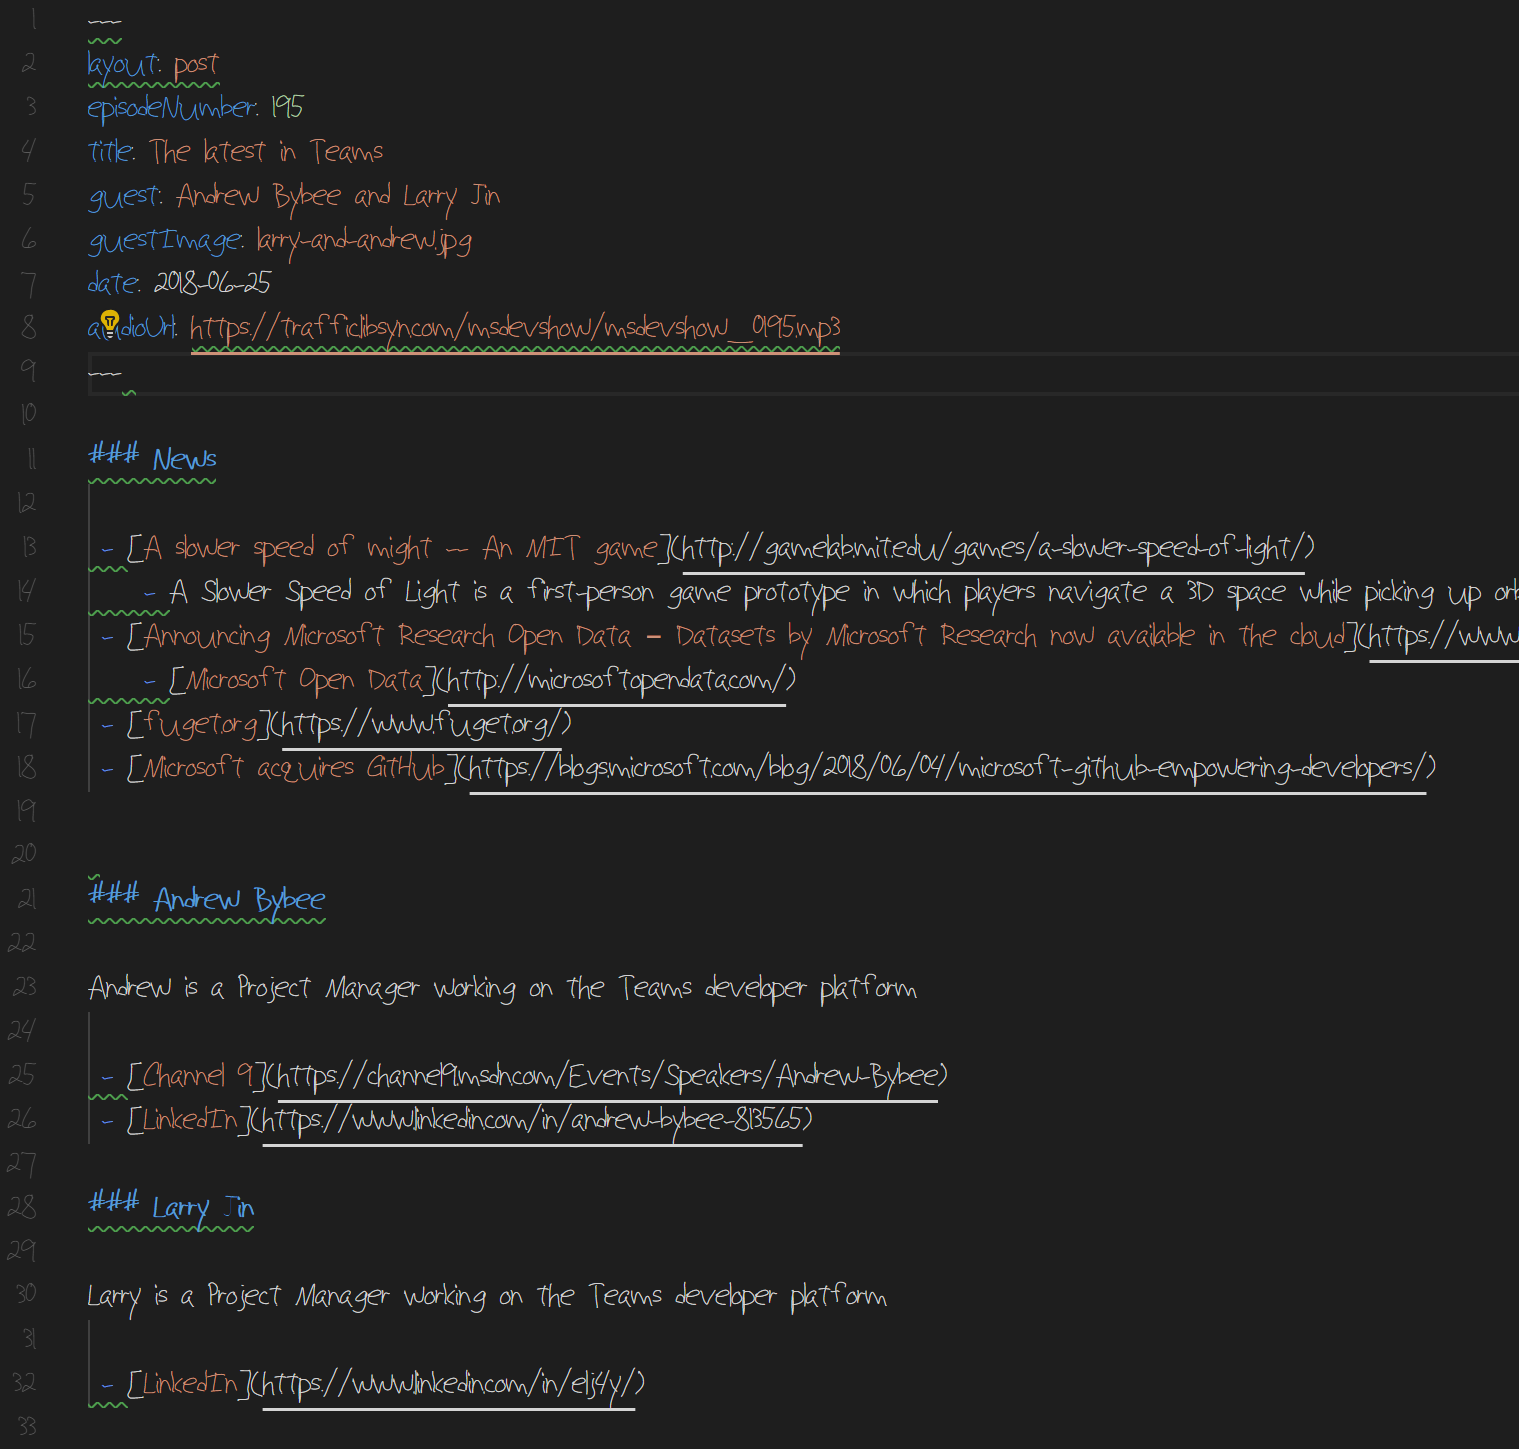 1 ---
2 layout: post
3 episodeNumber: 195
4 title: The latest in Teams
5 guest: Andrew Bybee and Larry Jin
6 guestImage: larry-and-andrew.jpg
7 date: 2018-06-25
8 audioUrl: https://traffic.libsyn.com/msdevshow/msdevshow_0195.mp3
9 ---
10
11 ### News
12
13 - [A slower speed of might -- An MIT game](http://gamelab.mit.edu/games/a-slower-speed-of-light/)
14 - A Slower Speed of Light is a first-person game prototype in which players navigate a 3D space while picking up orb
15 - [Announcing Microsoft Research Open Data – Datasets by Microsoft Research now available in the cloud](https://www
16 - [Microsoft Open Data](http://microsoftopendata.com/)
17 - [fuget.org](https://www.fuget.org/)
18 - [Microsoft acquires GitHub](https://blogs.microsoft.com/blog/2018/06/04/microsoft-github-empowering-developers/)
19
20
21 ### Andrew Bybee
22
23 Andrew is a Project Manager working on the Teams developer platform
24
25 - [Channel 9](https://channel9.msdn.com/Events/Speakers/Andrew-Bybee)
26 - [LinkedIn](https://www.linkedin.com/in/andrew-bybee-813565)
27
28 ### Larry Jin
29
30 Larry is a Project Manager working on the Teams developer platform
31
32 - [LinkedIn](https://www.linkedin.com/in/elj4y/)
33